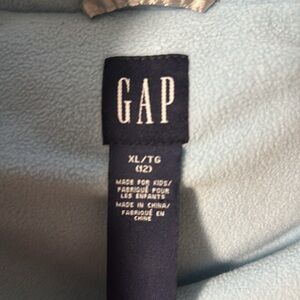 GAP
XL/TG
(12)
MADE FOR KIDS/
FABRIQUÉ POUR
LES ENFANTS
MADE IN CHINA/
FABRIQUÉ EN
CHINE